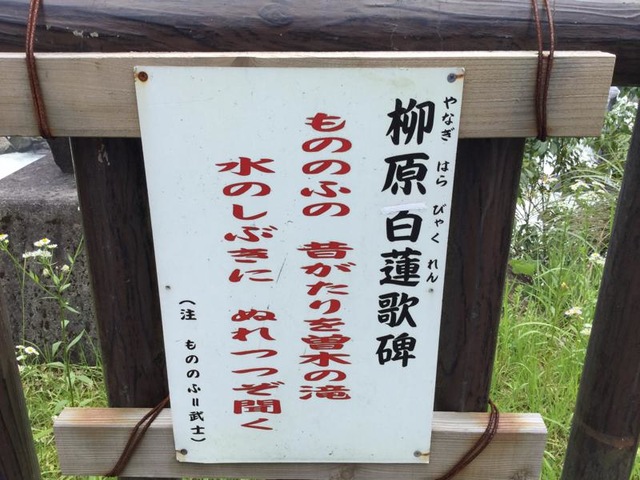 柳原白蓮歌碑
やなぎ はら びゃく れん
もののふの 昔がたりを曽木の滝
水のしぶきに ぬれつつぞ聞く
(注 もののふ=武士)